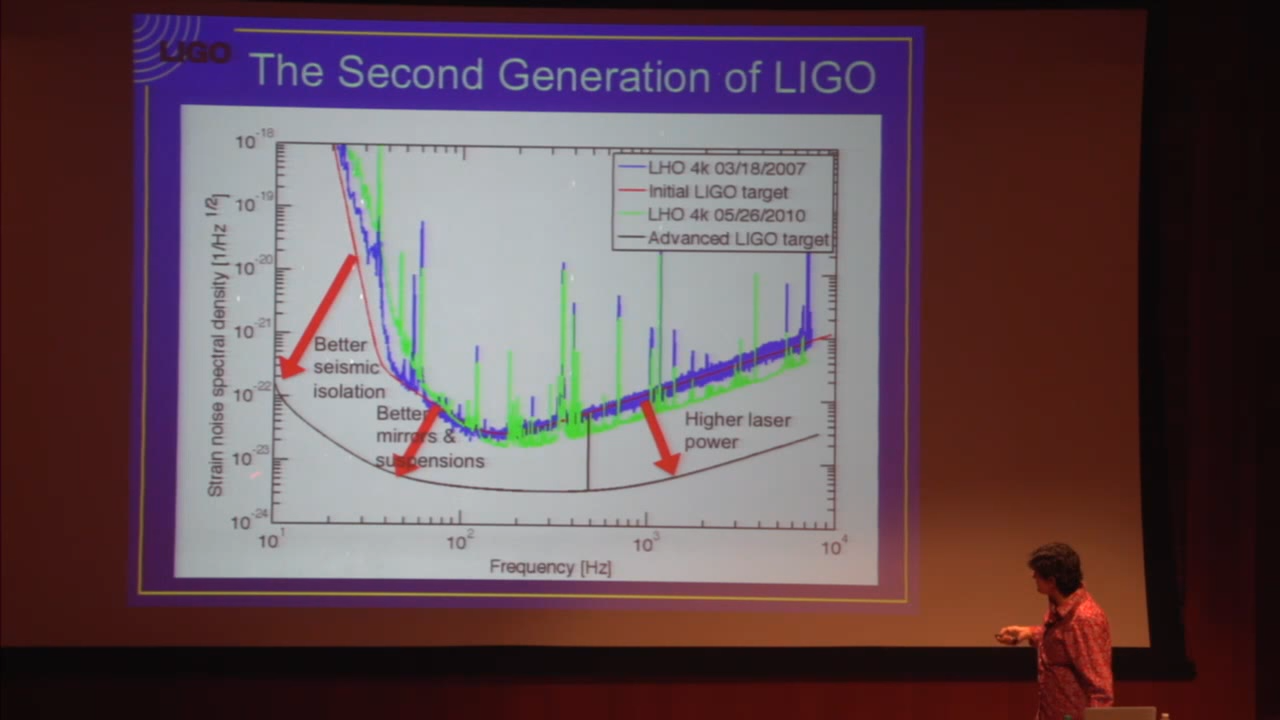 LIGO
The Second Generation of LIGO
10^-18
10^-19
10^-20
10^-21
10^-22
10^-23
10^-24
Strain noise spectral density [1/Hz^1/2]
LHO 4k 03/18/2007
Initial LIGO target
LHO 4k 05/26/2010
Advanced LIGO target
Better
seismic
isolation
Better
mirrors &
suspensions
Higher laser
power
10^1
10^2
10^3
10^4
Frequency [Hz]